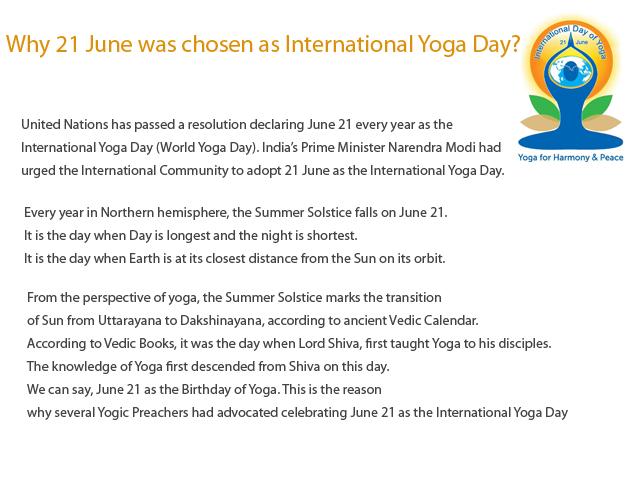 Why 21 June was chosen as International Yoga Day?
International Day of Yoga
21 June
Yoga for Harmony & Peace
United Nations has passed a resolution declaring June 21 every year as the
International Yoga Day (World Yoga Day). India's Prime Minister Narendra Modi had
urged the International Community to adopt 21 June as the International Yoga Day.
Every year in Northern hemisphere, the Summer Solstice falls on June 21.
It is the day when Day is longest and the night is shortest.
It is the day when Earth is at its closest distance from the Sun on its orbit.
From the perspective of yoga, the Summer Solstice marks the transition
of Sun from Uttarayana to Dakshinayana, according to ancient Vedic Calendar.
According to Vedic Books, it was the day when Lord Shiva, first taught Yoga to his disciples.
The knowledge of Yoga first descended from Shiva on this day.
We can say, June 21 as the Birthday of Yoga. This is the reason
why several Yogic Preachers had advocated celebrating June 21 as the International Yoga Day